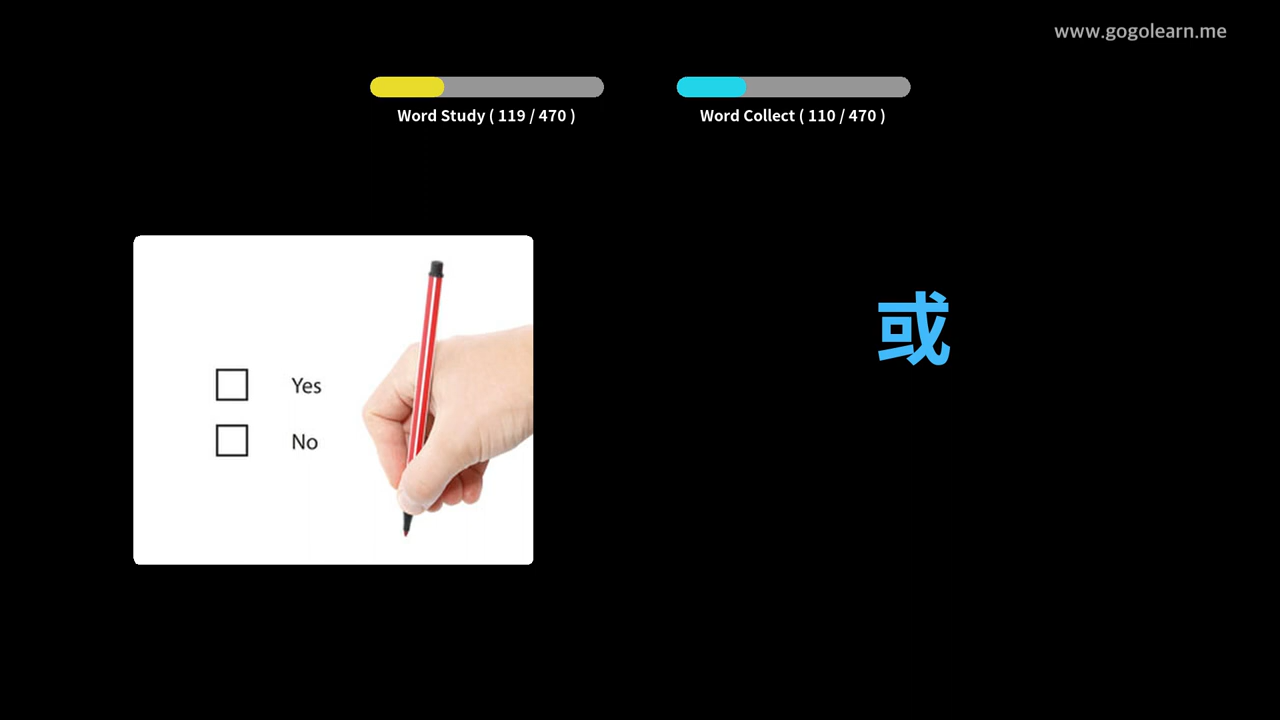 www.gogolearn.me
Word Study ( 119 / 470 )
Word Collect ( 110 / 470 )
Yes
No
或